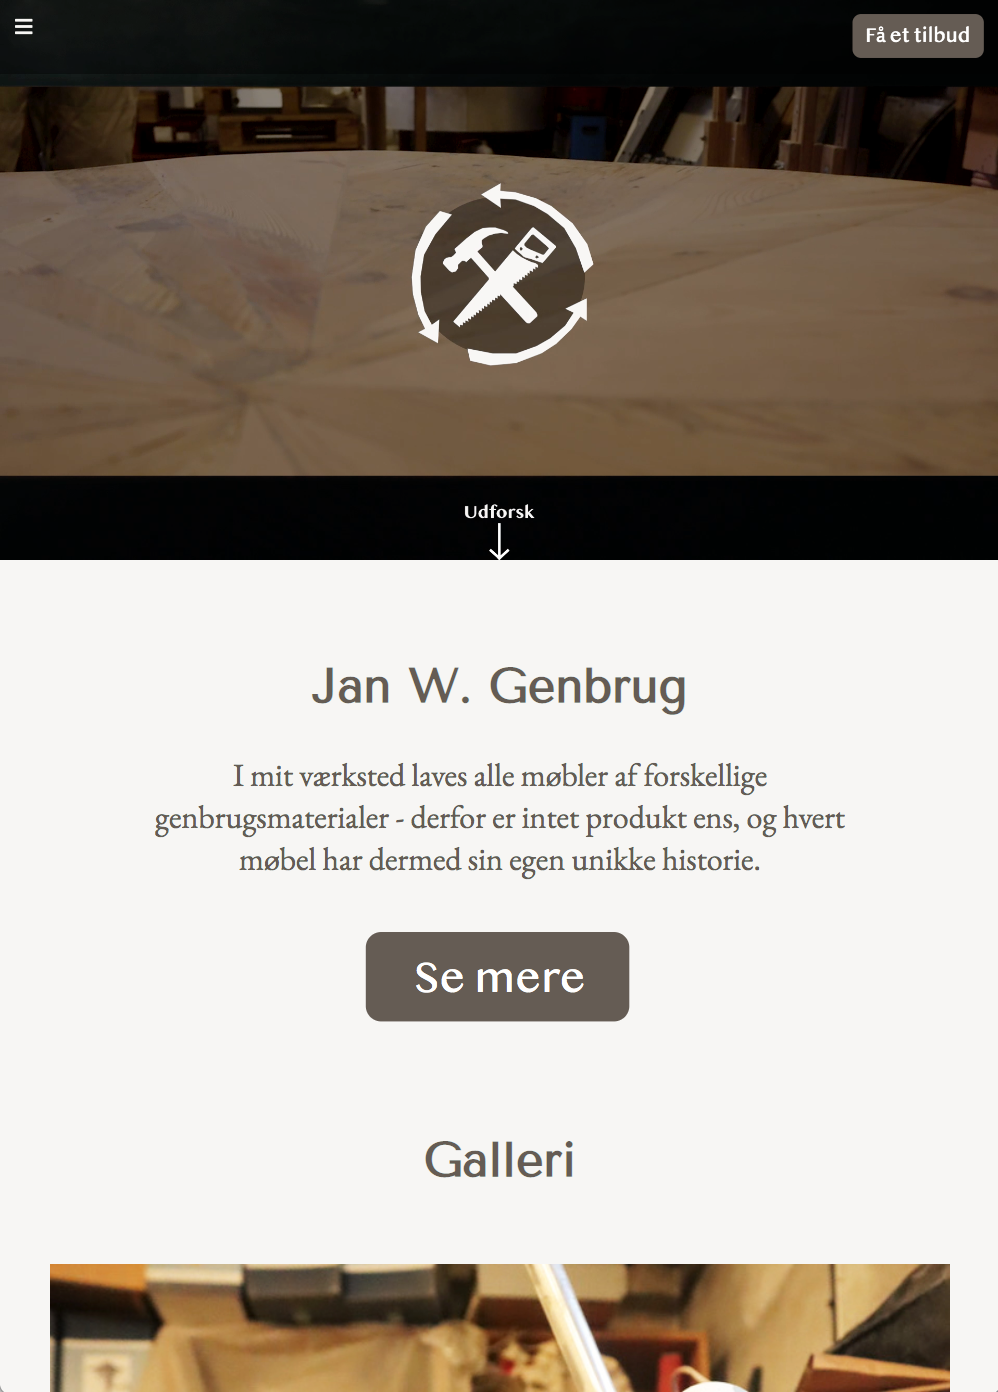 Få et tilbud
Udforsk
Jan W. Genbrug
I mit værksted laves alle møbler af forskellige
genbrugsmaterialer - derfor er intet produkt ens, og hvert
møbel har dermed sin egen unikke historie.
Se mere
Galleri